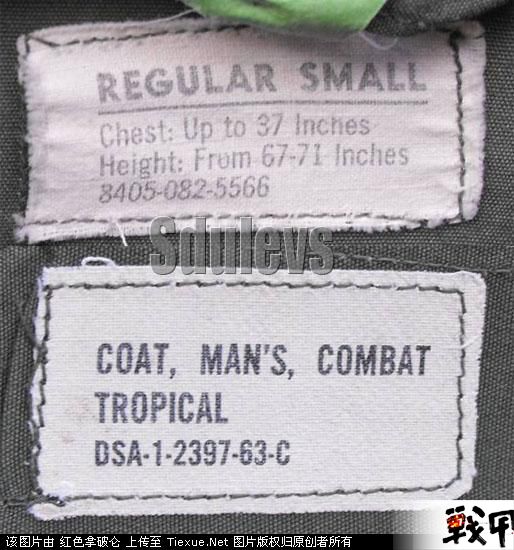 REGULAR SMALL
Chest: Up to 37 Inches
Height: From 67-71 Inches
8405-082-5566
Sdulevs
COAT, MAN'S, COMBAT
TROPICAL
DSA-1-2397-63-C
战甲
该图片由 红色拿破仑 上传至 Tiexue.Net 图片版权归原创者所有